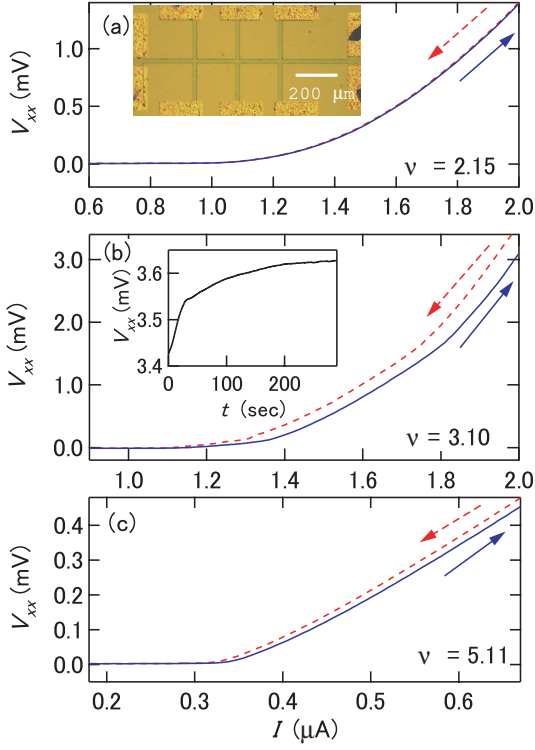 (a)
200 μm
V_xx (mV)
1.0
0.5
0.0
ν = 2.15
0.6 0.8 1.0 1.2 1.4 1.6 1.8 2.0
(b)
V_xx (mV)
3.0
2.0
1.0
0.0
V_xx (mV)
3.6
3.5
3.4
0 100 200
t (sec)
ν = 3.10
1.0 1.2 1.4 1.6 1.8 2.0
(c)
V_xx (mV)
0.4
0.3
0.2
0.1
0.0
ν = 5.11
0.2 0.3 0.4 0.5 0.6
I (μA)